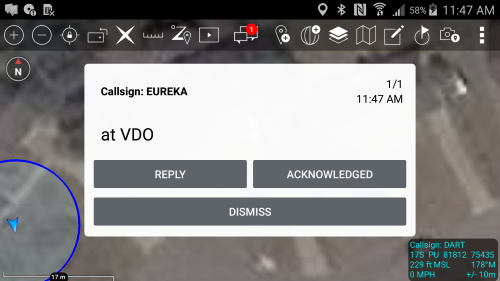 58% 11:47 AM
1
N
Callsign: EUREKA
1/1
11:47 AM
at VDO
REPLY
ACKNOWLEDGED
DISMISS
17 m
Callsign: DART
17S PU 81812 75435
229 ft MSL 178°M
0 MPH +/- 10m